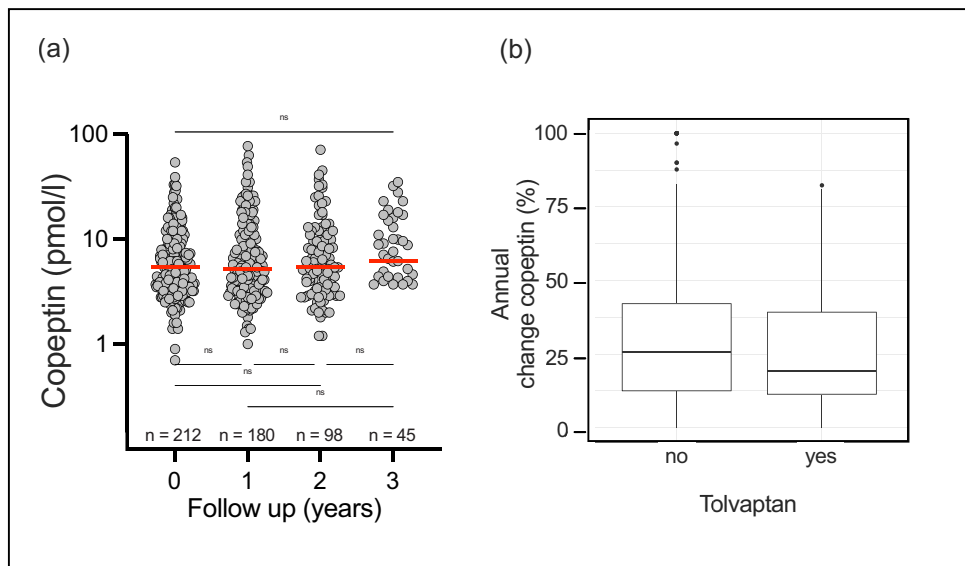 (a)
(b)
ns
100
10
1
Copeptin (pmol/l)
ns
ns
ns
ns
ns
n = 212
n = 180
n = 98
n = 45
0
1
2
3
Follow up (years)
100
75
50
25
0
Annual
change copeptin (%)
no
yes
Tolvaptan